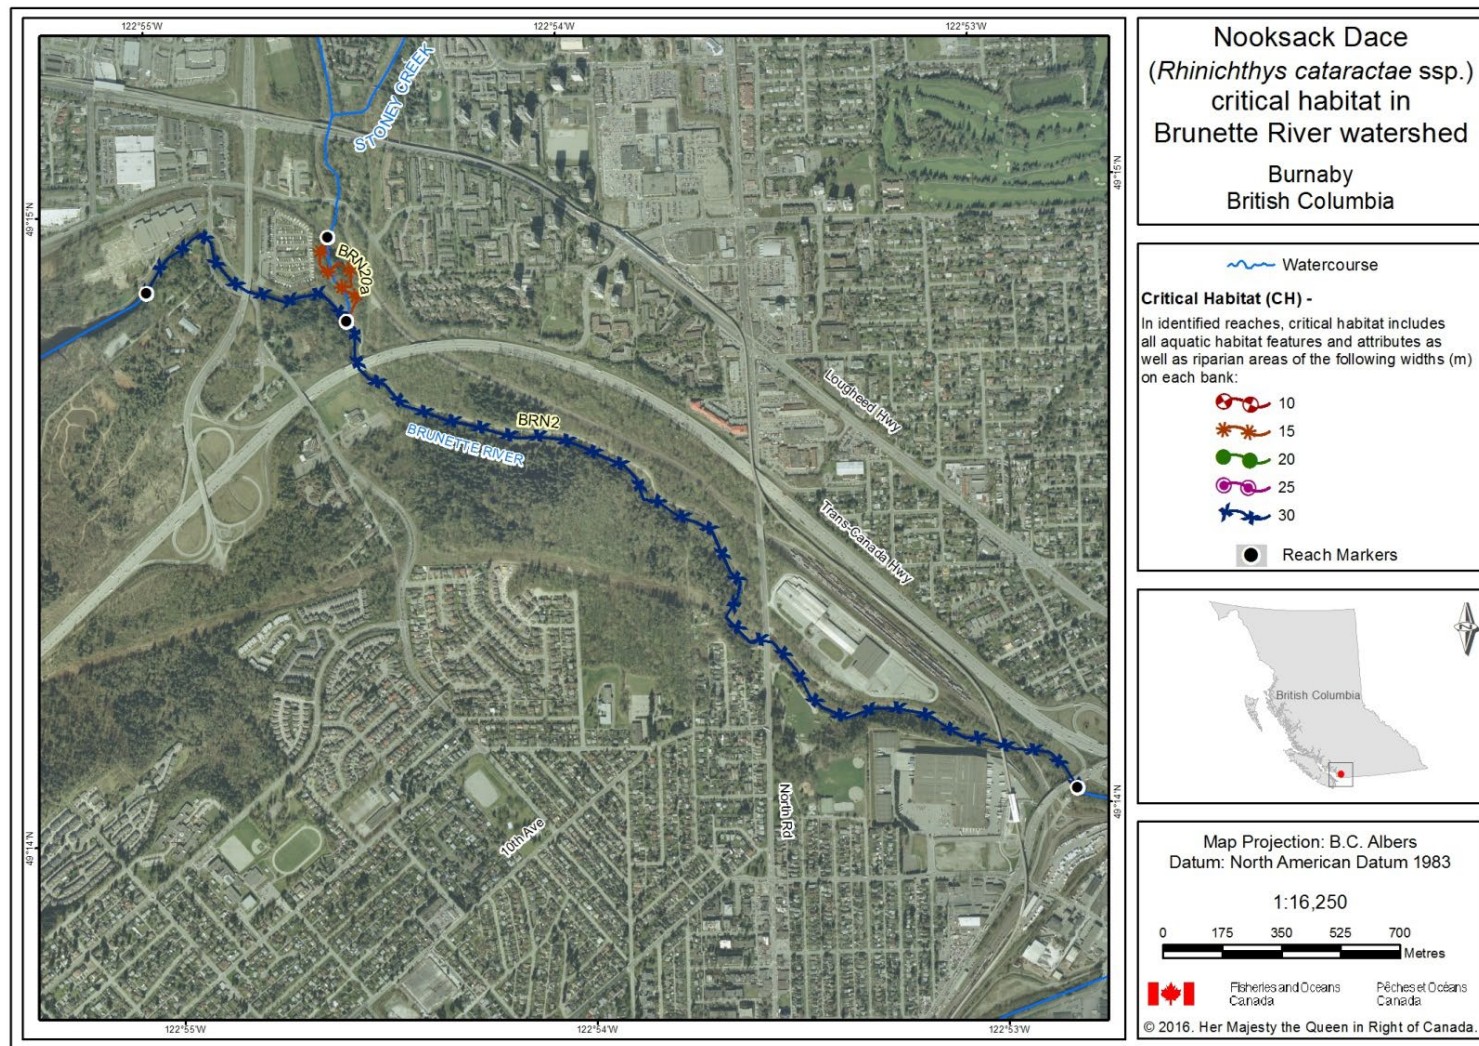 122°55'W
122°54'W
122°53'W
49°15'N
49°15'N
STONEY CREEK
BRN20a
BRN2
BRUNETTE RIVER
Lougheed Hwy
Trans-Canada Hwy
North Rd
10th Ave
49°14'N
49°14'N
122°55'W
122°54'W
122°53'W
Nooksack Dace
(Rhinichthys cataractae ssp.)
critical habitat in
Brunette River watershed
Burnaby
British Columbia
Watercourse
Critical Habitat (CH) -
In identified reaches, critical habitat includes
all aquatic habitat features and attributes as
well as riparian areas of the following widths (m)
on each bank:
10
15
20
25
30
Reach Markers
N
British Columbia
Map Projection: B.C. Albers
Datum: North American Datum 1983
1:16,250
0 175 350 525 700
Metres
Fisheries and Oceans Pêches et Océans
Canada Canada
© 2016. Her Majesty the Queen in Right of Canada.